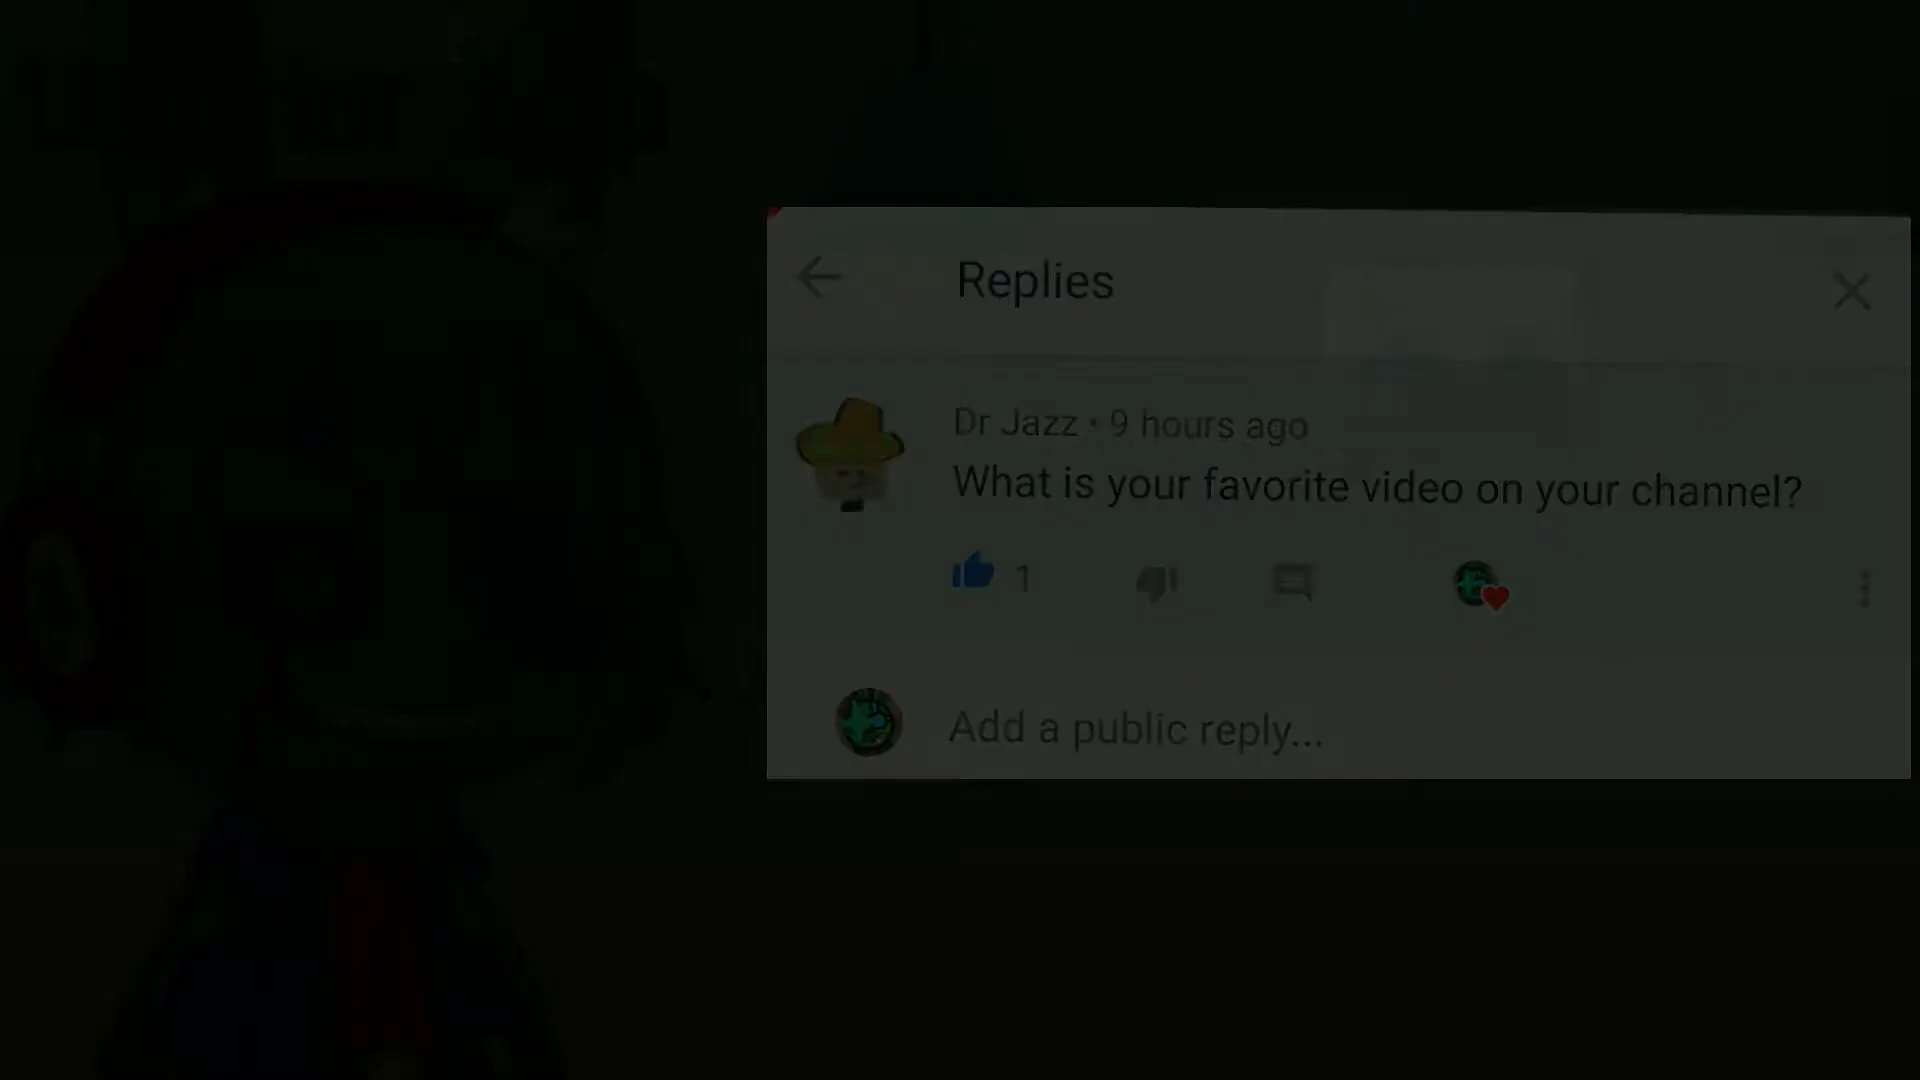 Replies
Dr Jazz • 9 hours ago
What is your favorite video on your channel?
1
Add a public reply...